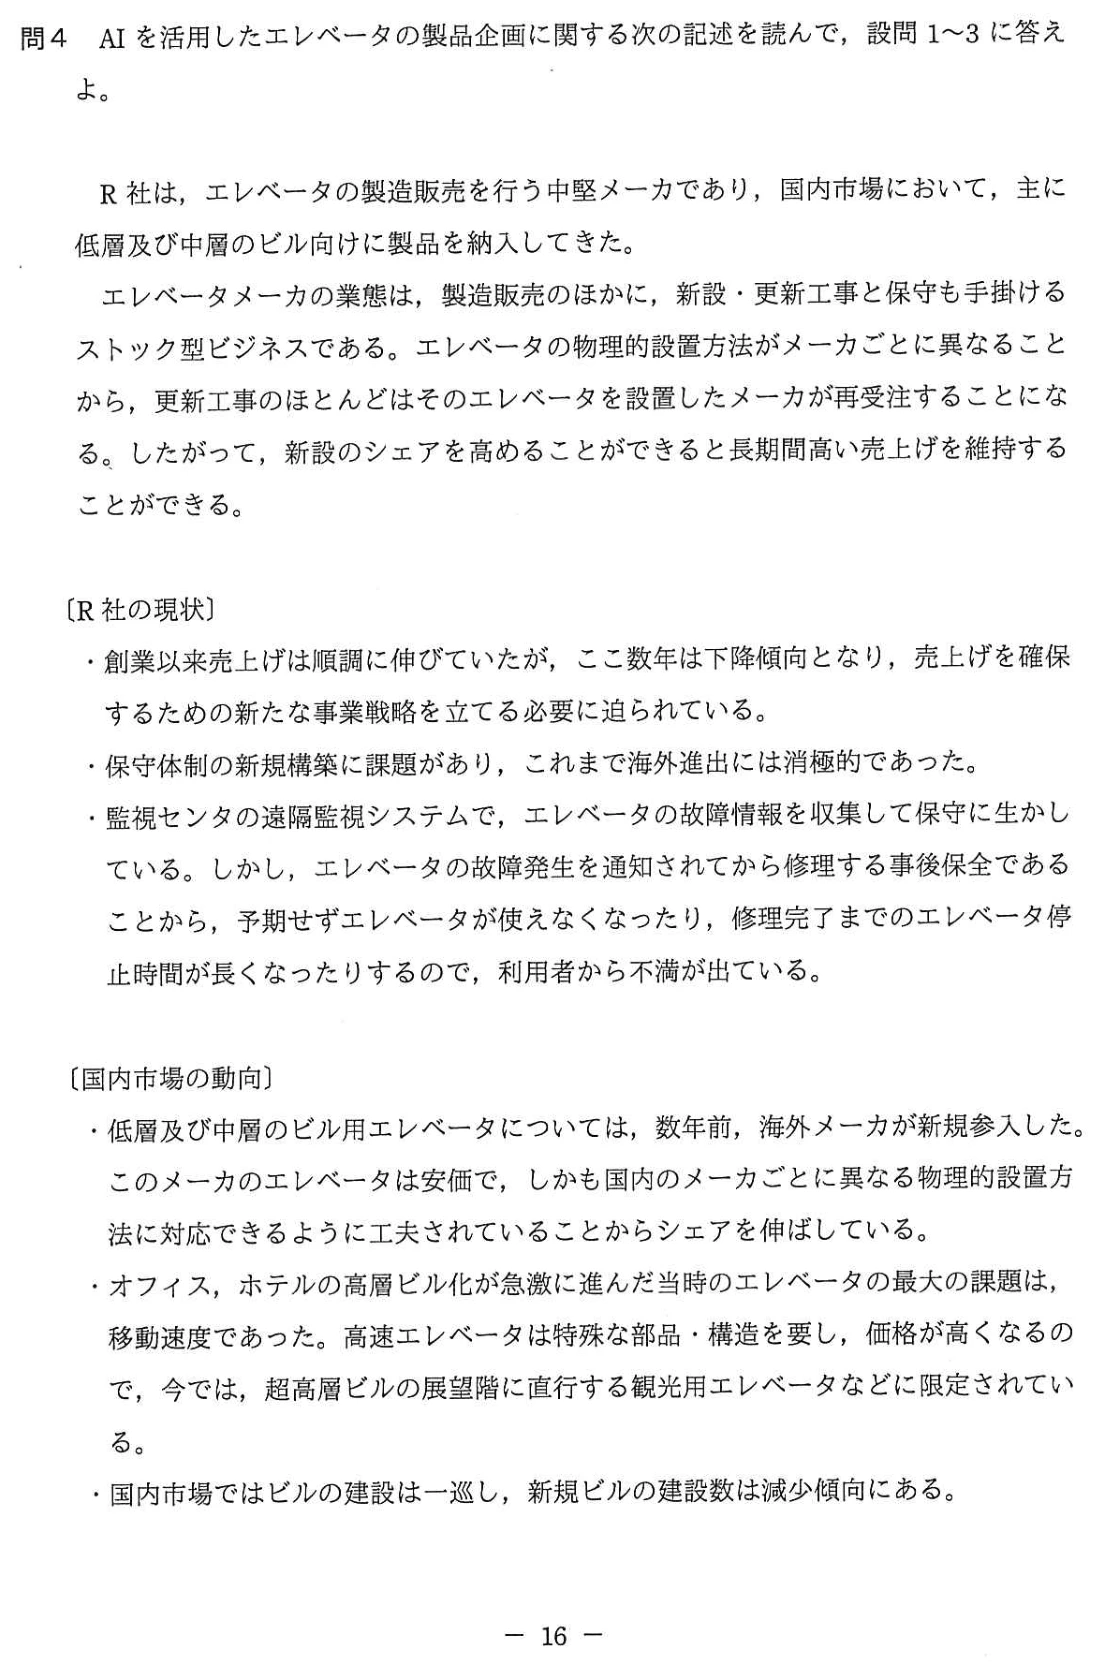 問4 AI を活用したエレベータの製品企画に関する次の記述を読んで，設問 1～3 に答え
よ。
R 社は，エレベータの製造販売を行う中堅メーカであり，国内市場において，主に
低層及び中層のビル向けに製品を納入してきた。
エレベータメーカの業態は，製造販売のほかに，新設・更新工事と保守も手掛ける
ストック型ビジネスである。エレベータの物理的設置方法がメーカごとに異なること
から，更新工事のほとんどはそのエレベータを設置したメーカが再受注することにな
る。したがって，新設のシェアを高めることができると長期間高い売上げを維持する
ことができる。
〔R 社の現状〕
・創業以来売上げは順調に伸びていたが，ここ数年は下降傾向となり，売上げを確保
するための新たな事業戦略を立てる必要に迫られている。
・保守体制の新規構築に課題があり，これまで海外進出には消極的であった。
・監視センタの遠隔監視システムで，エレベータの故障情報を収集して保守に生かし
ている。しかし，エレベータの故障発生を通知されてから修理する事後保全である
ことから，予期せずエレベータが使えなくなったり，修理完了までのエレベータ停
止時間が長くなったりするので，利用者から不満が出ている。
〔国内市場の動向〕
・低層及び中層のビル用エレベータについては，数年前，海外メーカが新規参入した。
このメーカのエレベータは安価で，しかも国内のメーカごとに異なる物理的設置方
法に対応できるように工夫されていることからシェアを伸ばしている。
・オフィス，ホテルの高層ビル化が急激に進んだ当時のエレベータの最大の課題は，
移動速度であった。高速エレベータは特殊な部品・構造を要し，価格が高くなるの
で，今では，超高層ビルの展望階に直行する観光用エレベータなどに限定されてい
る。
・国内市場ではビルの建設は一巡し，新規ビルの建設数は減少傾向にある。
－ 16 －